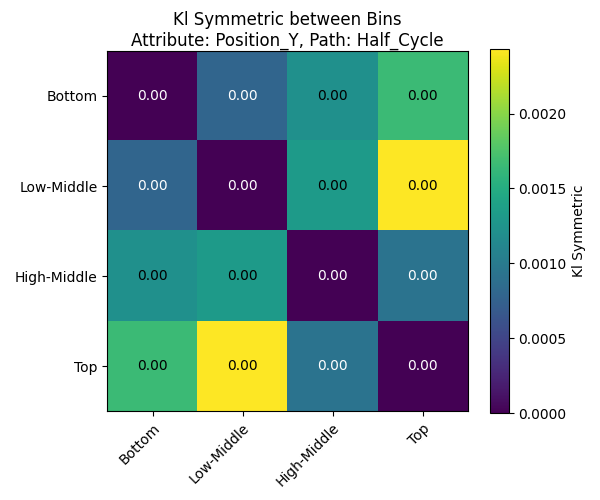 Kl Symmetric between Bins
Attribute: Position_Y, Path: Half_Cycle
Bottom 0.00 0.00 0.00 0.00
Low-Middle 0.00 0.00 0.00 0.00
High-Middle 0.00 0.00 0.00 0.00
Top 0.00 0.00 0.00 0.00
Bottom Low-Middle High-Middle Top
0.0020
0.0015
0.0010
0.0005
0.0000
Kl Symmetric